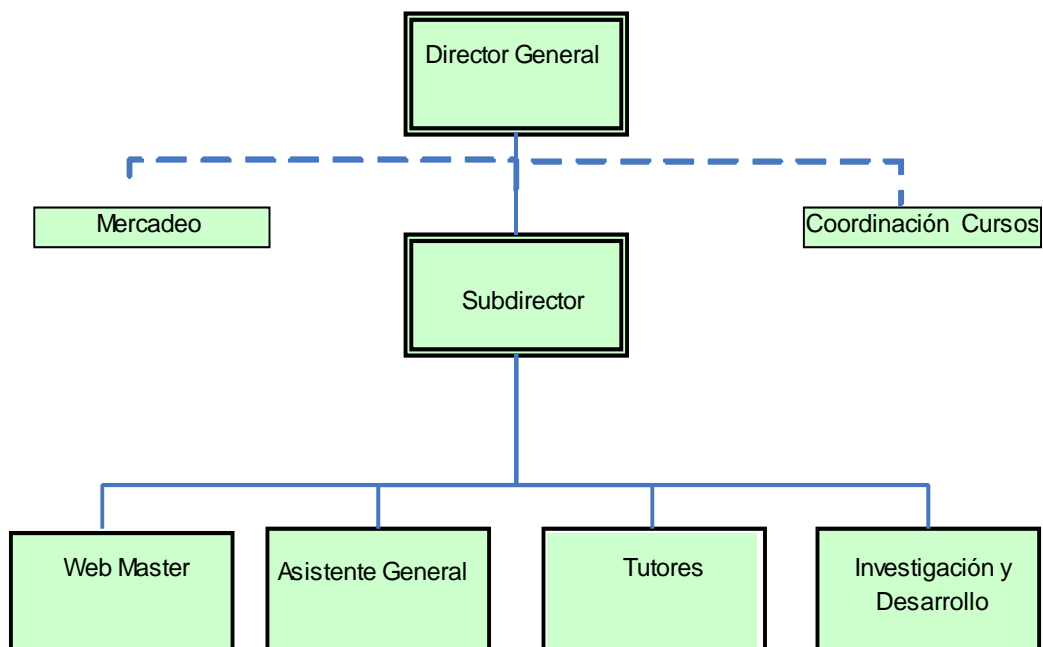 Director General
Mercadeo
Coordinación Cursos
Subdirector
Web Master
Asistente General
Tutores
Investigación y
Desarrollo